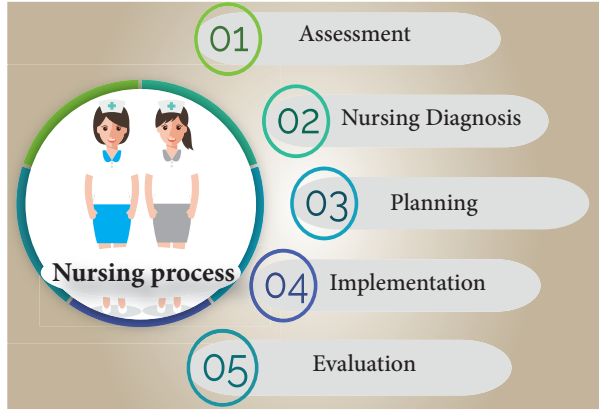 01 Assessment
02 Nursing Diagnosis
03 Planning
Nursing process
04 Implementation
05 Evaluation